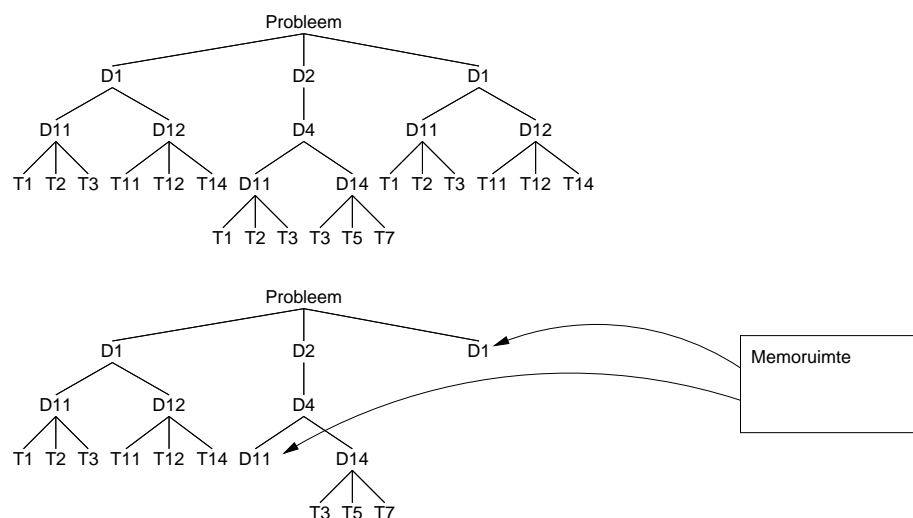 Probleem
D1 D2 D1
D11 D12 D4 D11 D12
T1 T2 T3 T11 T12 T14 D11 D14 T1 T2 T3 T11 T12 T14
T1 T2 T3 T3 T5 T7
Probleem
D1 D2 D1
Memoruimte
D11 D12 D4
T1 T2 T3 T11 T12 T14 D11 D14
T3 T5 T7